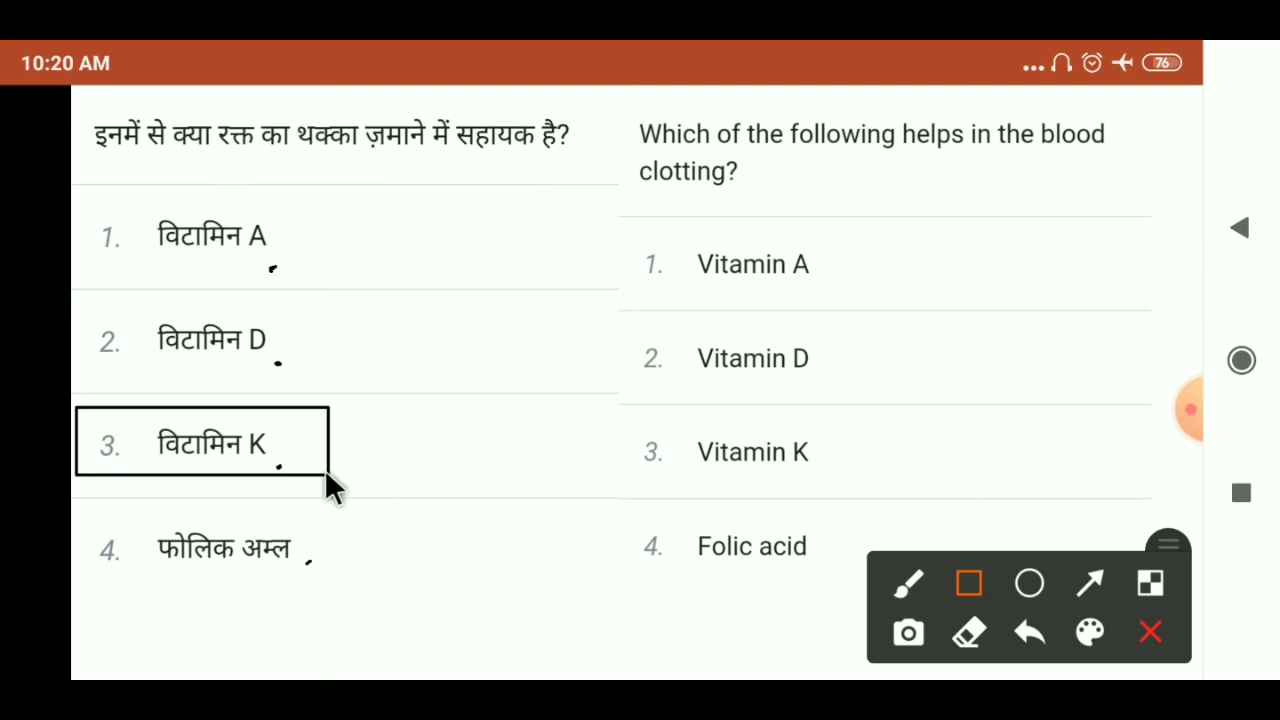 10:20 AM
76
इनमें से क्या रक्त का थक्का ज़माने में सहायक है?
1. विटामिन A
2. विटामिन D
3. विटामिन K
4. फोलिक अम्ल
Which of the following helps in the blood
clotting?
1. Vitamin A
2. Vitamin D
3. Vitamin K
4. Folic acid